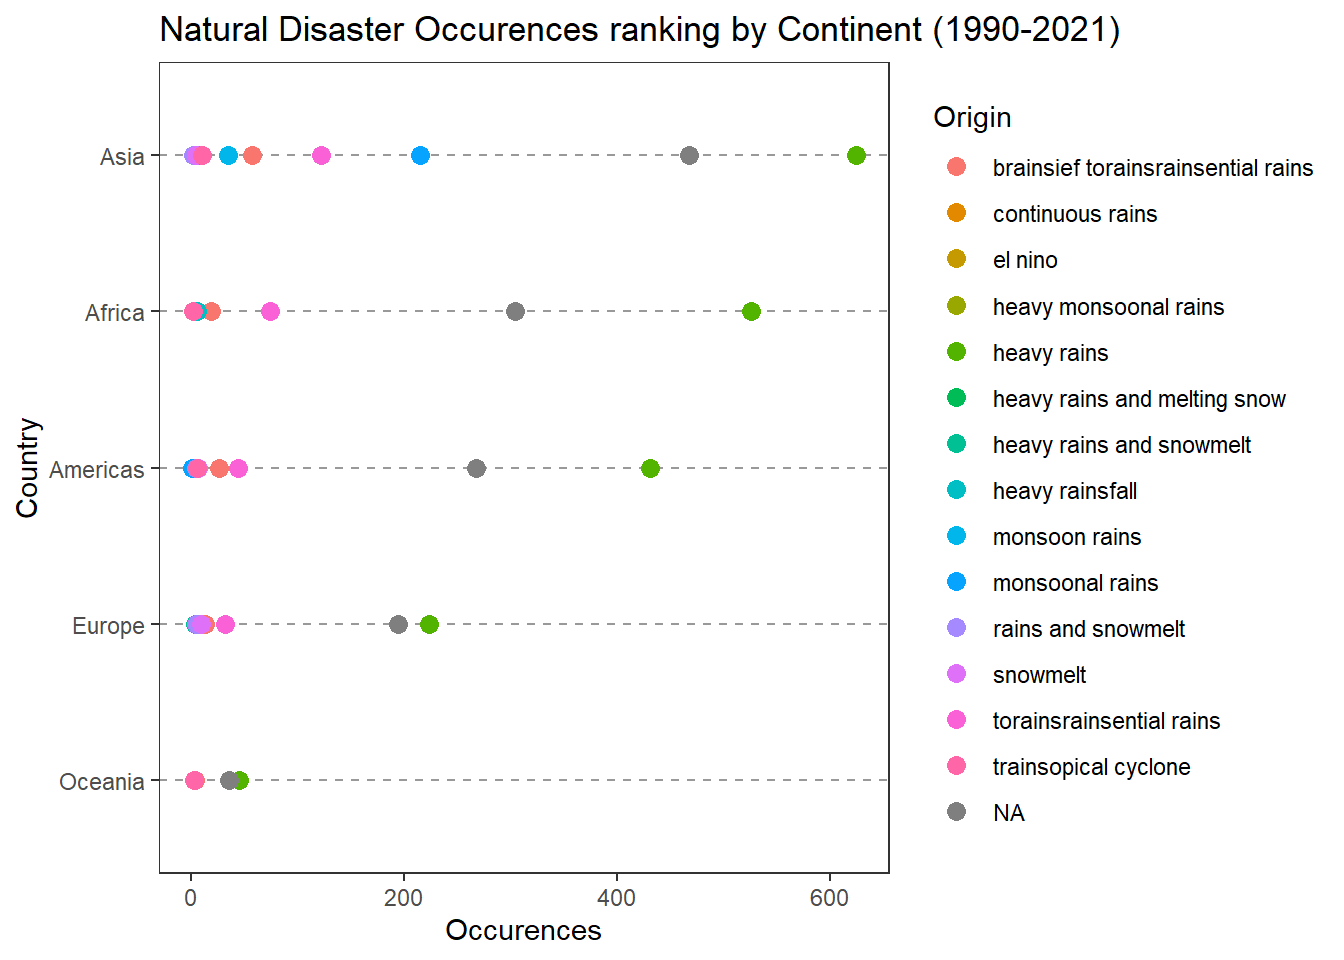 Natural Disaster Occurences ranking by Continent (1990-2021)
Country
Asia
Africa
Americas
Europe
Oceania
0 200 400 600
Occurences
Origin
brainsief torainsrainsential rains
continuous rains
el nino
heavy monsoonal rains
heavy rains
heavy rains and melting snow
heavy rains and snowmelt
heavy rainsfall
monsoon rains
monsoonal rains
rains and snowmelt
snowmelt
torainsrainsential rains
trainsopical cyclone
NA